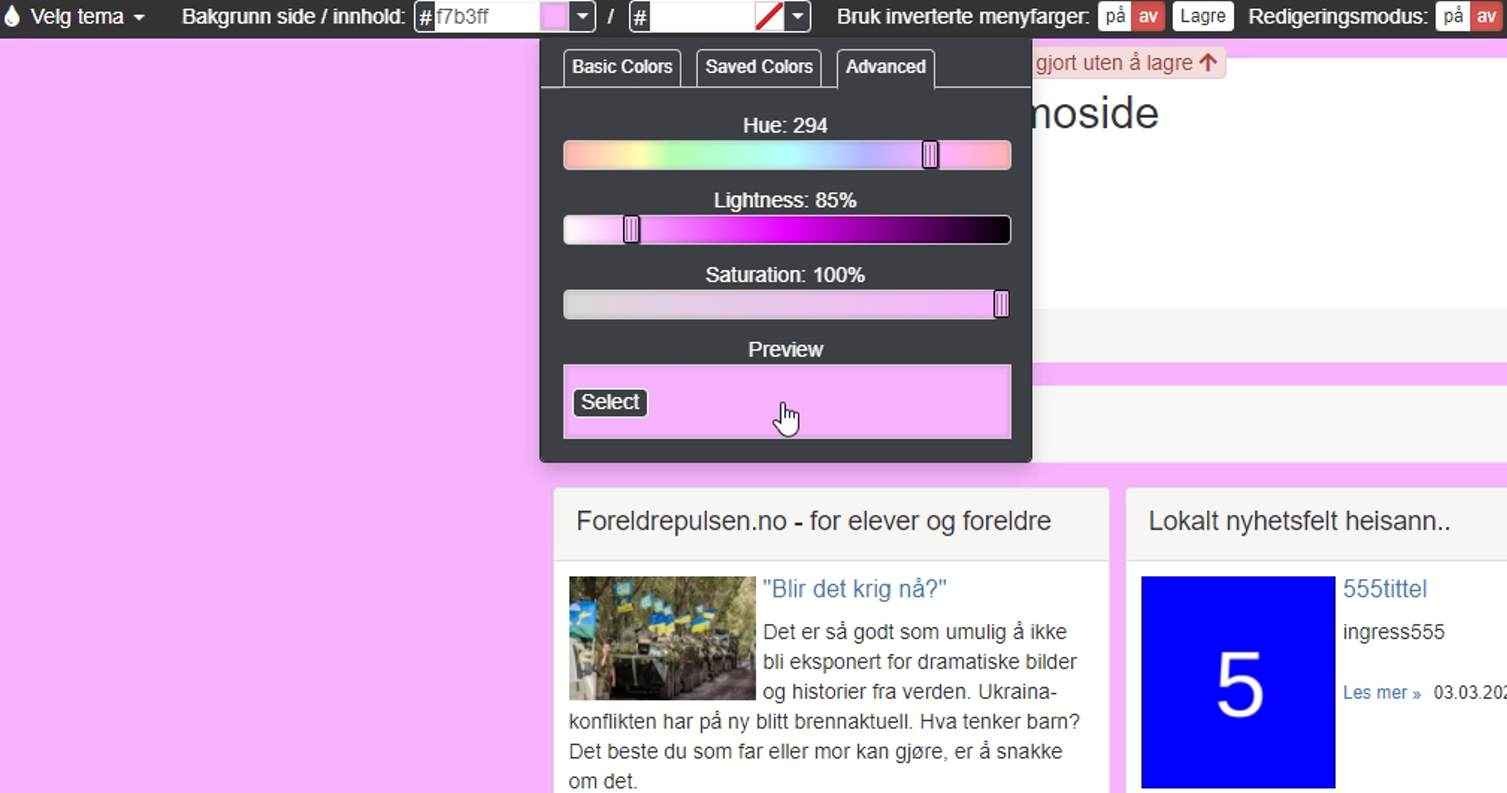 Velg tema Bakgrunn side / innhold: # f7b3ff / # Bruk inverterte menyfarger: på av Lagre Redigeringsmodus: på av
Basic Colors Saved Colors Advanced
gjort uten å lagre
moside
Hue: 294
Lightness: 85%
Saturation: 100%
Preview
Select
Foreldrepulsen.no - for elever og foreldre
"Blir det krig nå?"
Det er så godt som umulig å ikke
bli eksponert for dramatiske bilder
og historier fra verden. Ukraina-
konflikten har på ny blitt brennaktuell. Hva tenker barn?
Det beste du som far eller mor kan gjøre, er å snakke
om det.
Lokalt nyhetsfelt heisann..
5
555tittel
ingress555
Les mer » 03.03.202